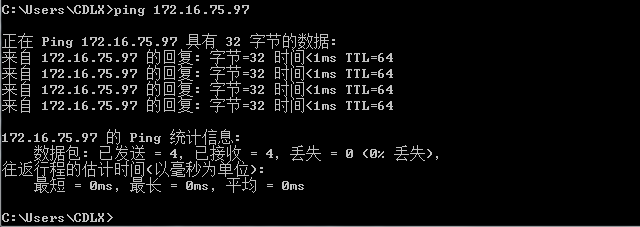 C:\Users\CDLX>ping 172.16.75.97
正在 Ping 172.16.75.97 具有 32 字节的数据:
来自 172.16.75.97 的回复: 字节=32 时间<1ms TTL=64
来自 172.16.75.97 的回复: 字节=32 时间<1ms TTL=64
来自 172.16.75.97 的回复: 字节=32 时间<1ms TTL=64
来自 172.16.75.97 的回复: 字节=32 时间<1ms TTL=64
172.16.75.97 的 Ping 统计信息:
数据包: 已发送 = 4, 已接收 = 4, 丢失 = 0 (0% 丢失),
往返行程的估计时间(以毫秒为单位):
最短 = 0ms, 最长 = 0ms, 平均 = 0ms
C:\Users\CDLX>